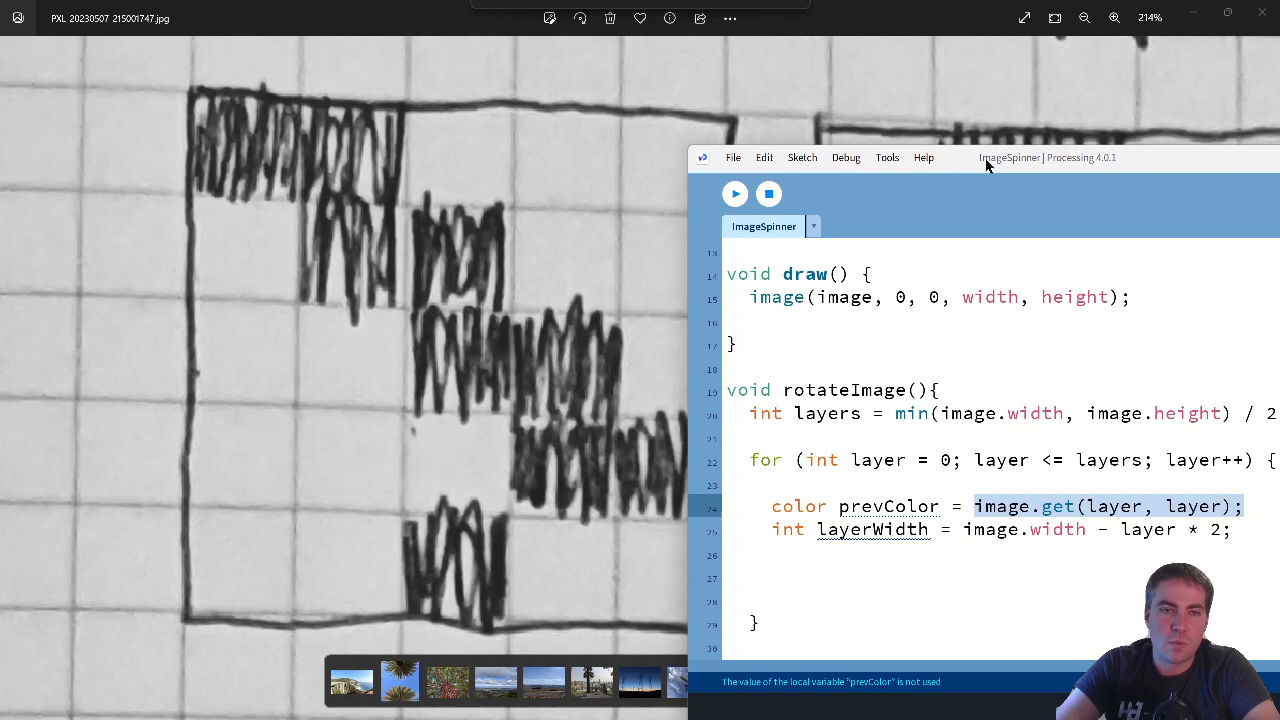 PXL 20230507 215001747.jpg
214%
File Edit Sketch Debug Tools Help
ImageSpinner | Processing 4.0.1
ImageSpinner
13
14 void draw() {
15 image(image, 0, 0, width, height);
16
17 }
18
19 void rotateImage(){
20 int layers = min(image.width, image.height) / 2
21
22 for (int layer = 0; layer <= layers; layer++) {
23
24 color prevColor = image.get(layer, layer);
25 int layerWidth = image.width - layer * 2;
26
27
28
29 }
30
The value of the local variable "prevColor" is not used